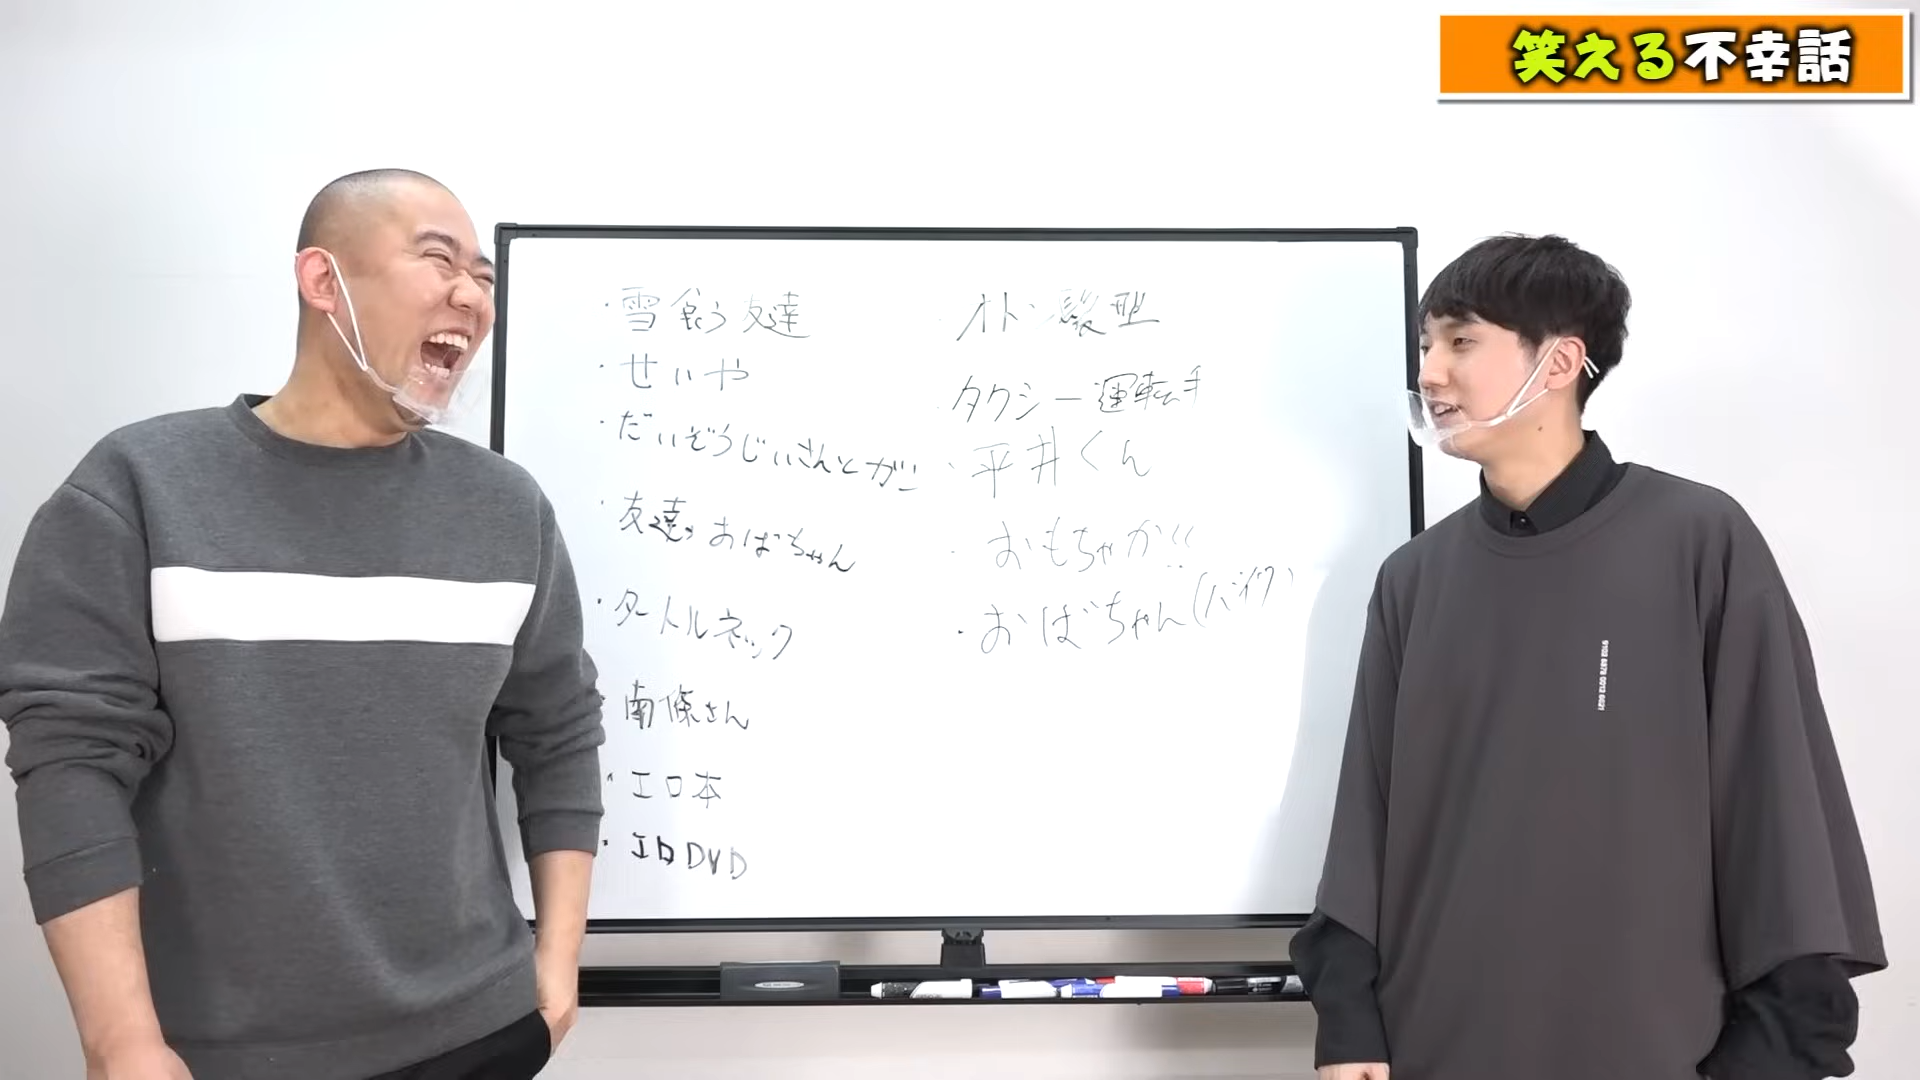 笑える不幸話
・雪食う友達
・せいや
・だいぞうじいさんとガン
・友達のおばちゃん
・タートルネック
・南條さん
・エロ本
・エロDVD
・オトン髪型
・タクシー運転手
・平井くん
・おもちゃか!!
・おばちゃん(バイク)